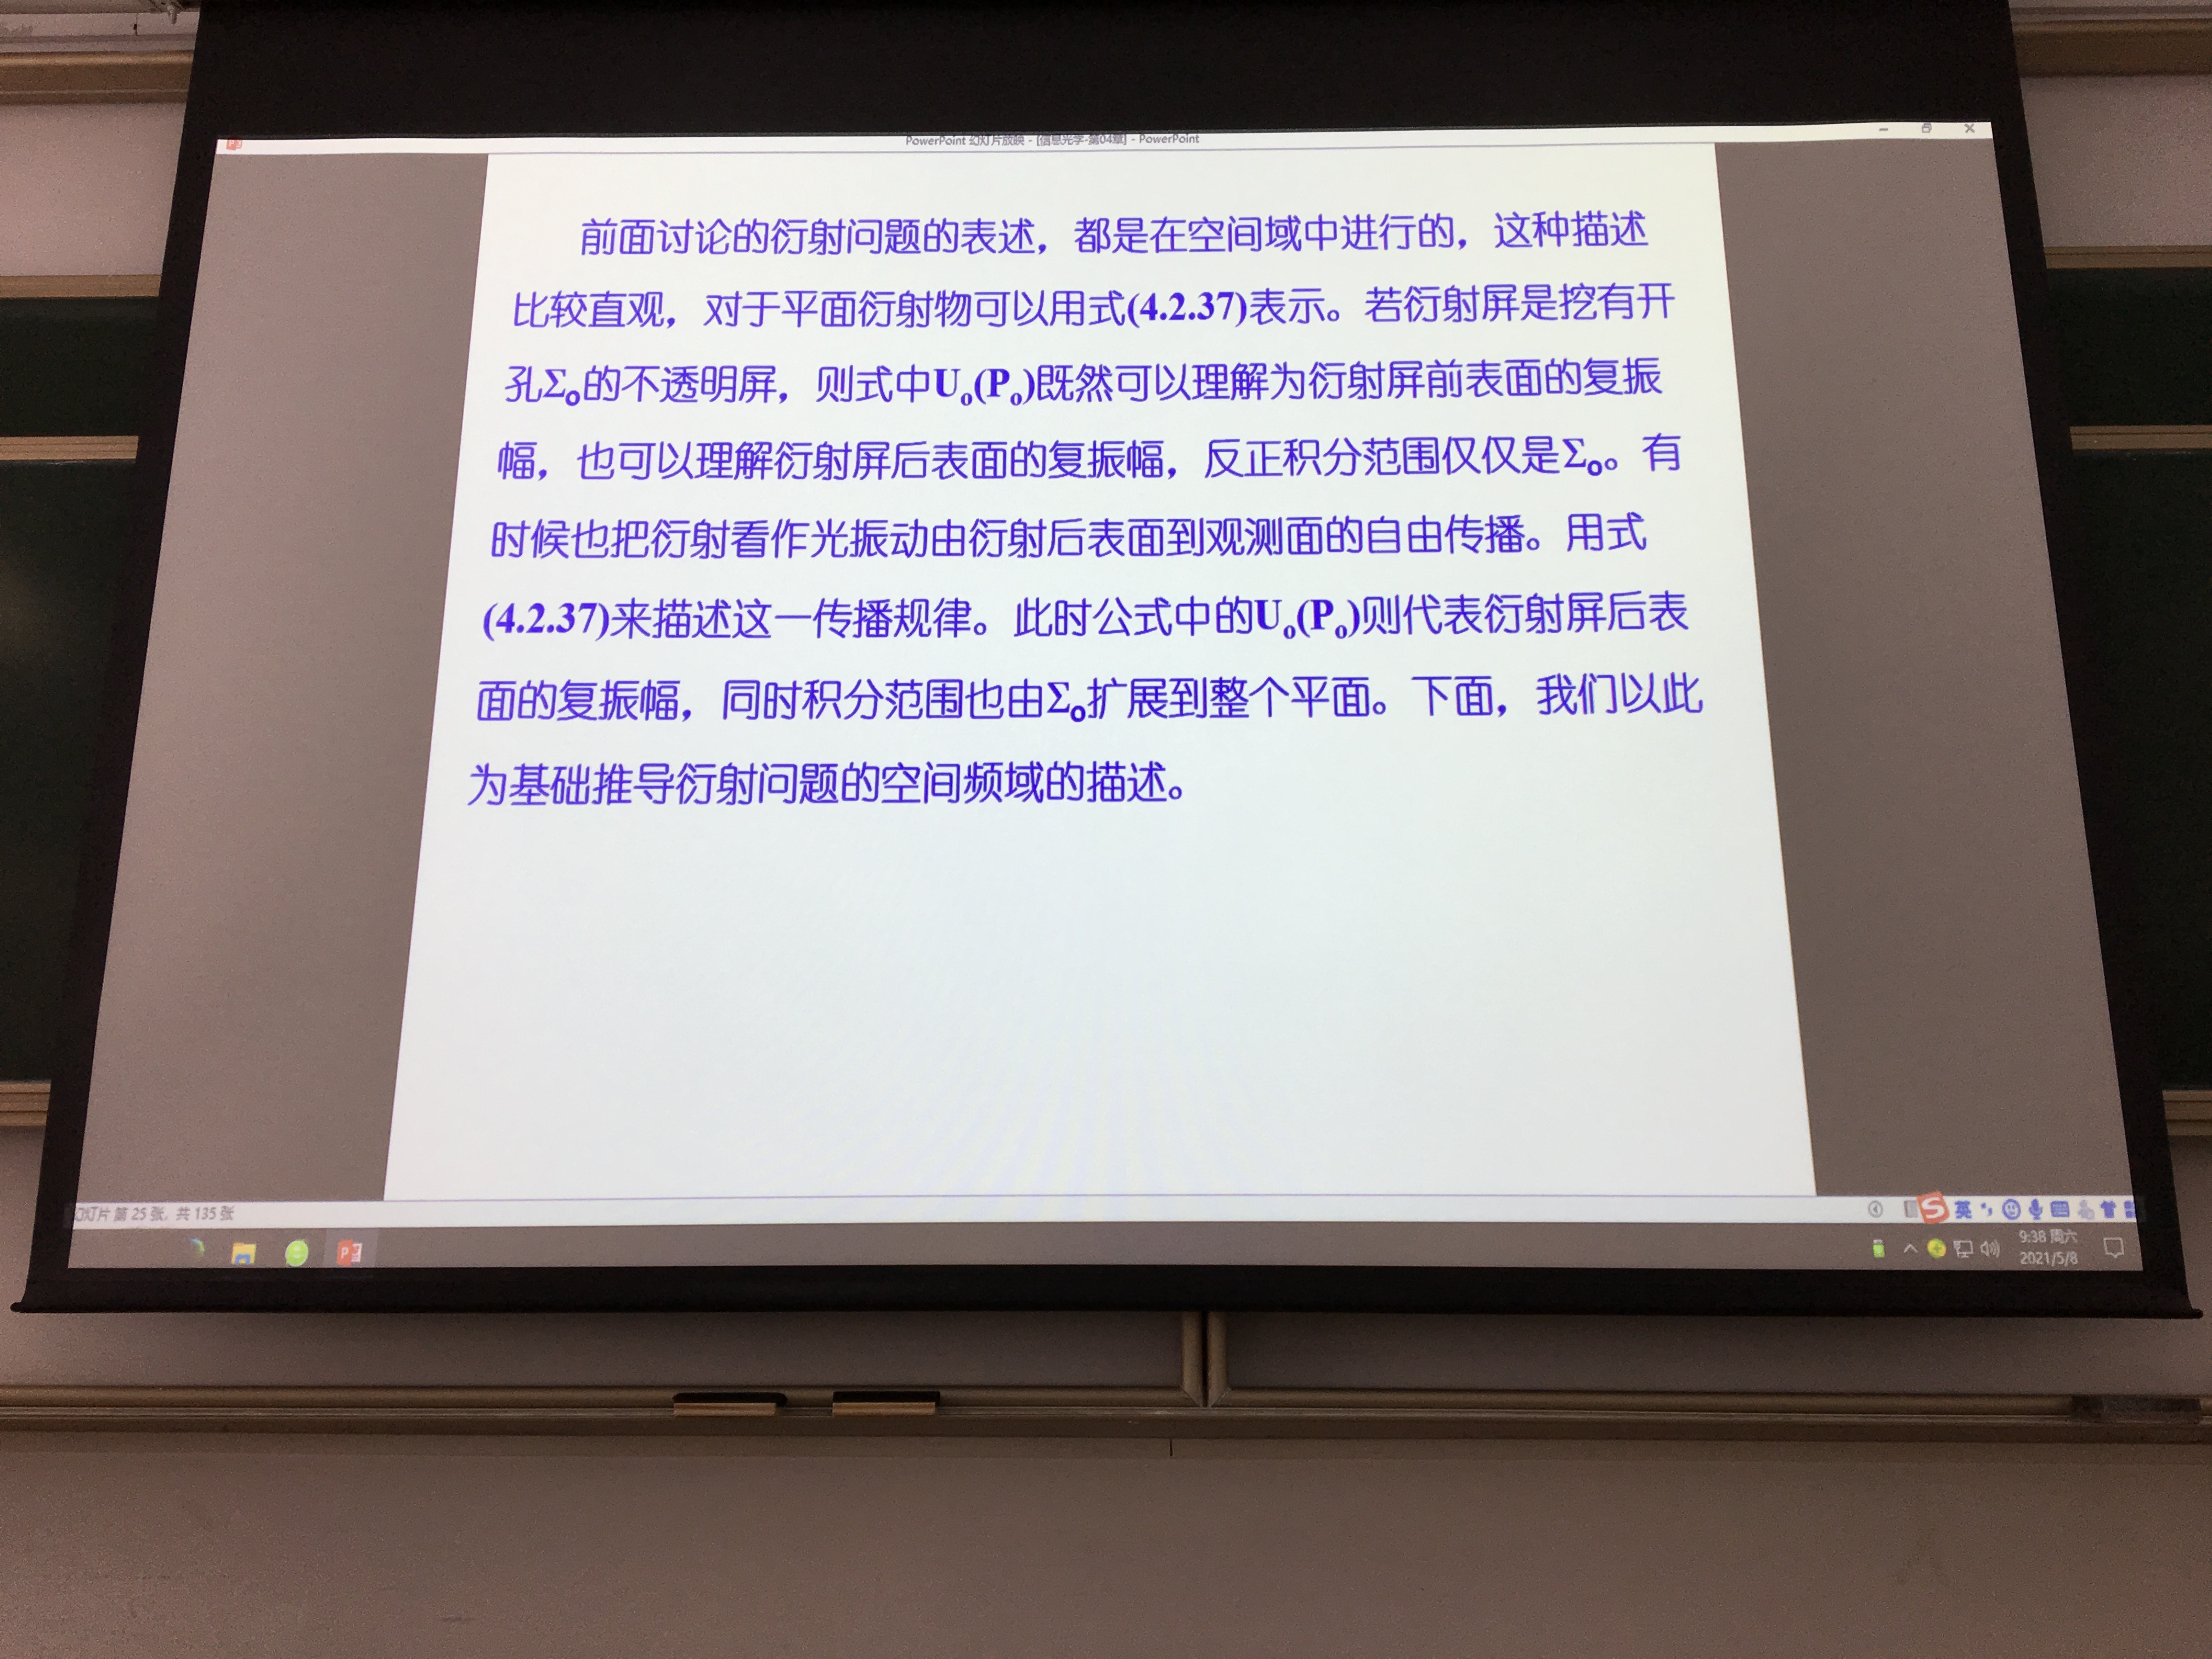 PowerPoint 幻灯片放映 - [信息光学-第04章] - PowerPoint
前面讨论的衍射问题的表述，都是在空间域中进行的，这种描述
比较直观，对于平面衍射物可以用式(4.2.37)表示。若衍射屏是挖有开
孔Σo的不透明屏，则式中Uo(Po)既然可以理解为衍射屏前表面的复振
幅，也可以理解衍射屏后表面的复振幅，反正积分范围仅仅是Σo。有
时候也把衍射看作光振动由衍射后表面到观测面的自由传播。用式
(4.2.37)来描述这一传播规律。此时公式中的Uo(Po)则代表衍射屏后表
面的复振幅，同时积分范围也由Σo扩展到整个平面。下面，我们以此
为基础推导衍射问题的空间频域的描述。
幻灯片 第 25 张，共 135 张
英
9:38 周六
2021/5/8